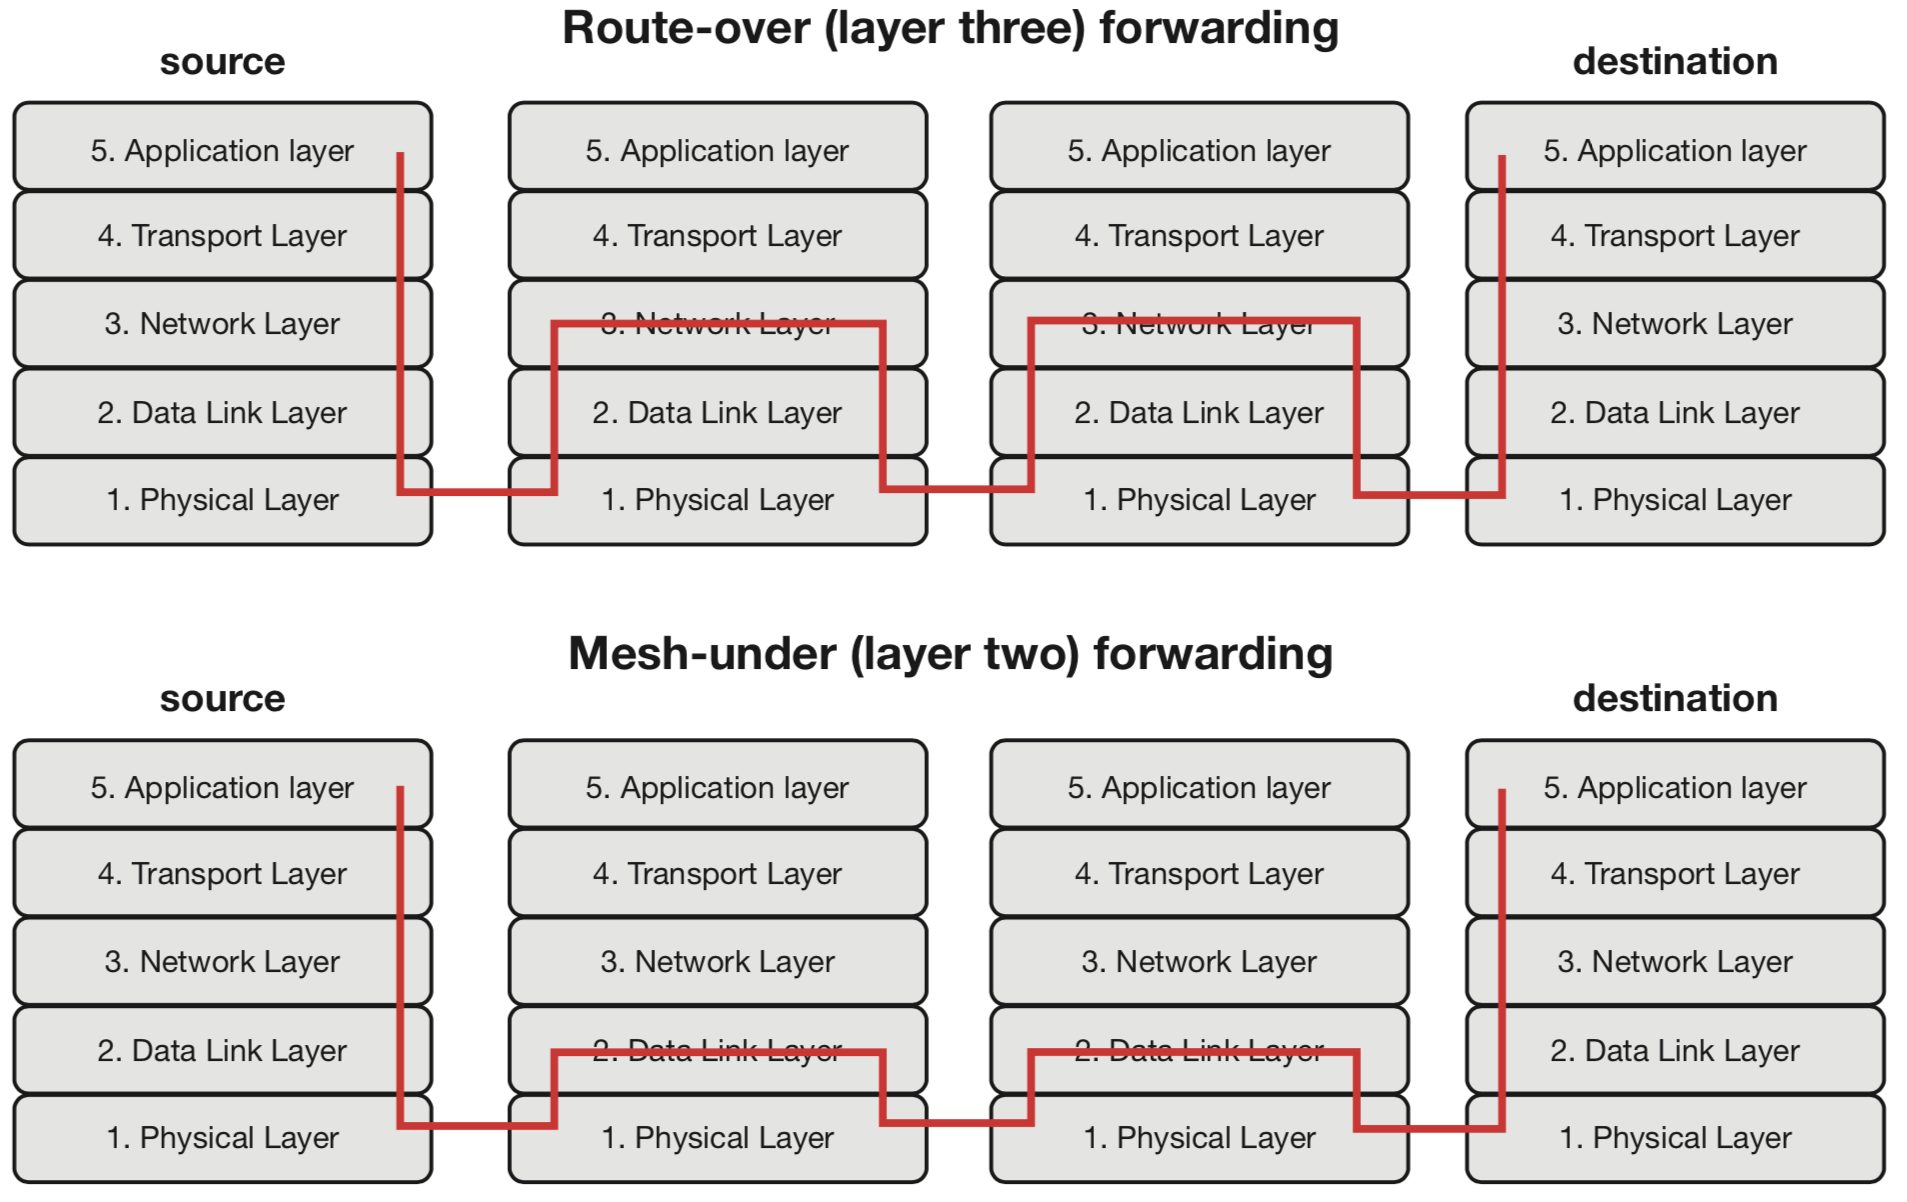 Route-over (layer three) forwarding
source
destination
5. Application layer
5. Application layer
5. Application layer
5. Application layer
4. Transport Layer
4. Transport Layer
4. Transport Layer
4. Transport Layer
3. Network Layer
3. Network Layer
3. Network Layer
3. Network Layer
2. Data Link Layer
2. Data Link Layer
2. Data Link Layer
2. Data Link Layer
1. Physical Layer
1. Physical Layer
1. Physical Layer
1. Physical Layer
Mesh-under (layer two) forwarding
source
destination
5. Application layer
5. Application layer
5. Application layer
5. Application layer
4. Transport Layer
4. Transport Layer
4. Transport Layer
4. Transport Layer
3. Network Layer
3. Network Layer
3. Network Layer
3. Network Layer
2. Data Link Layer
2. Data Link Layer
2. Data Link Layer
2. Data Link Layer
1. Physical Layer
1. Physical Layer
1. Physical Layer
1. Physical Layer